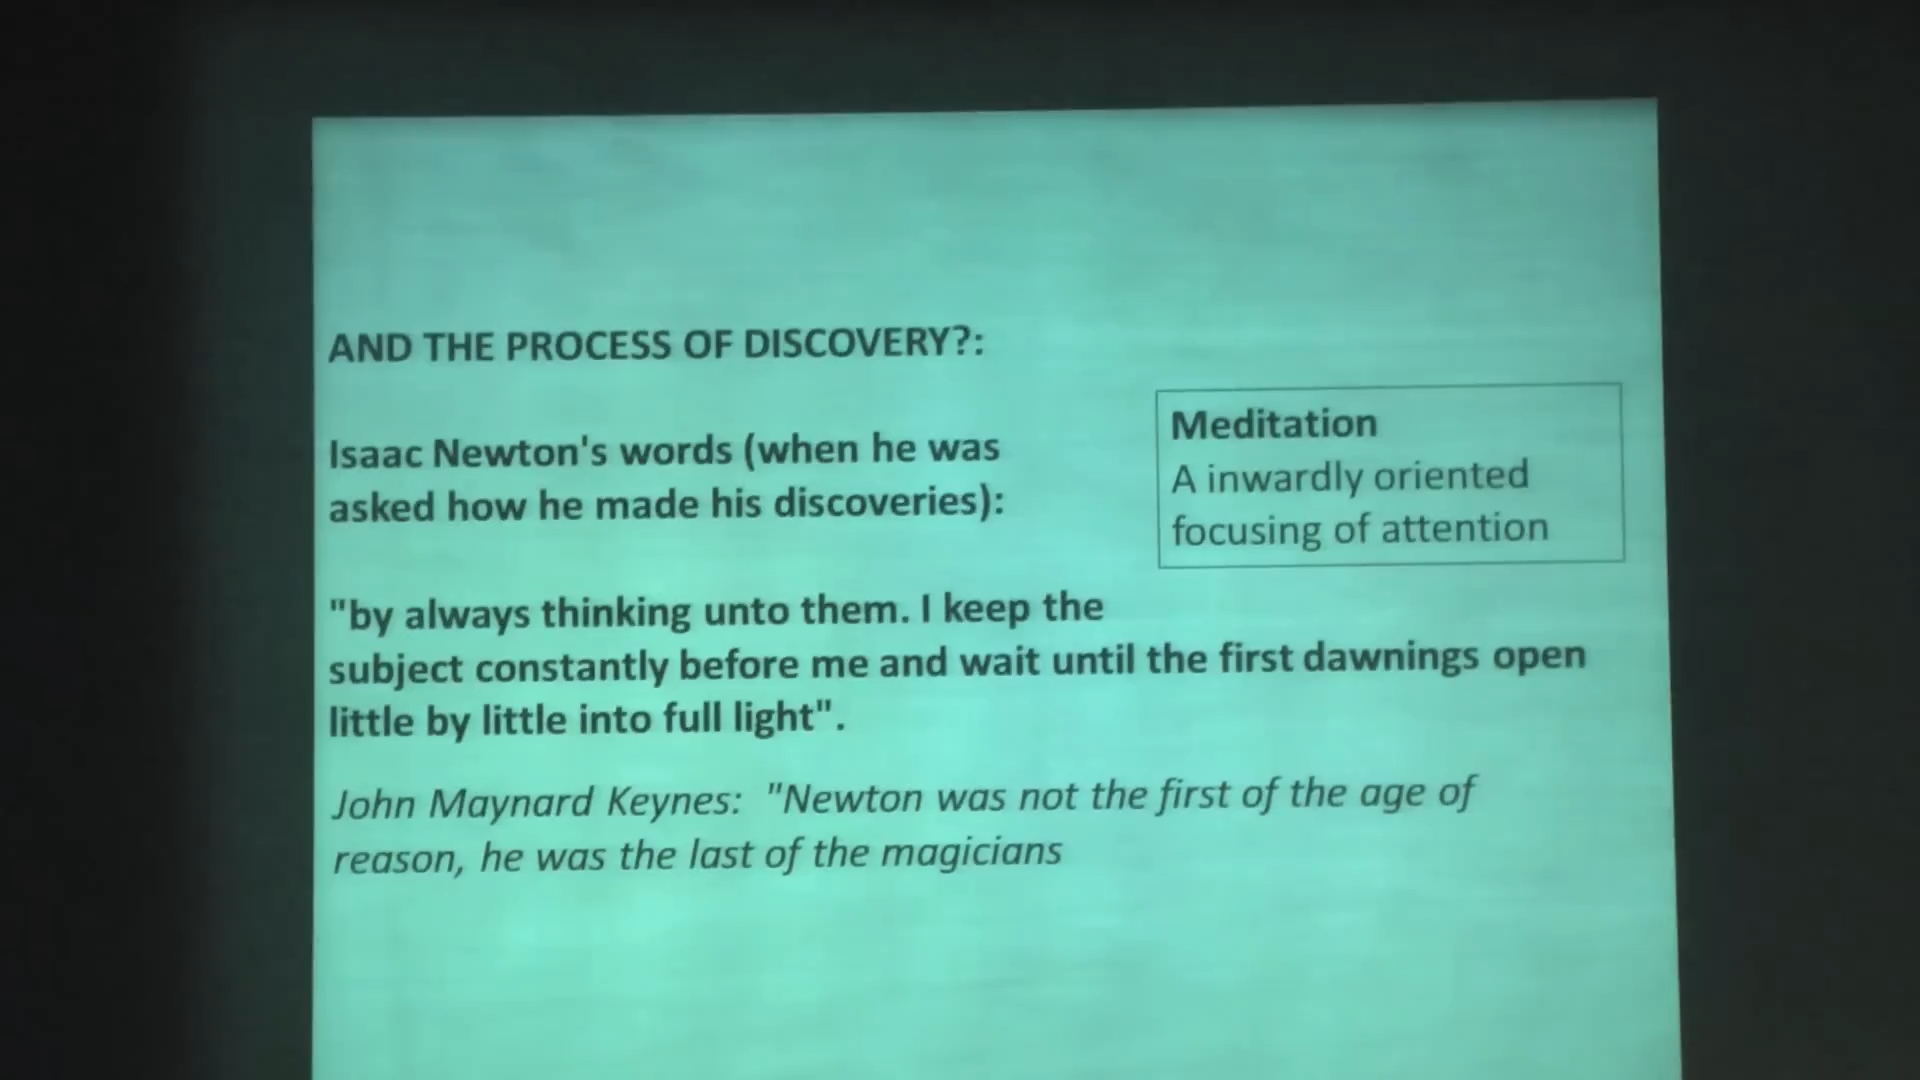 AND THE PROCESS OF DISCOVERY?:
Isaac Newton's words (when he was
asked how he made his discoveries):
Meditation
A inwardly oriented
focusing of attention
"by always thinking unto them. I keep the
subject constantly before me and wait until the first dawnings open
little by little into full light".
John Maynard Keynes:  "Newton was not the first of the age of
reason, he was the last of the magicians